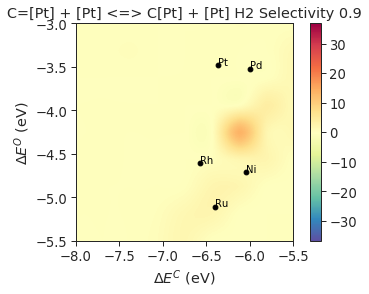 C=[Pt] + [Pt] <=> C[Pt] + [Pt] H2 Selectivity 0.9
−3.0
−3.5
−4.0
−4.5
−5.0
−5.5
ΔE^O (eV)
Pt
Pd
Rh
Ni
Ru
−8.0
−7.5
−7.0
−6.5
−6.0
−5.5
ΔE^C (eV)
30
20
10
0
−10
−20
−30